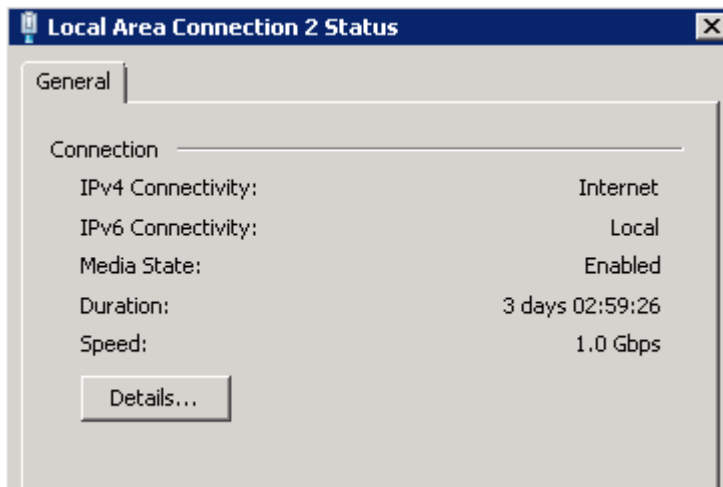 Local Area Connection 2 Status
General
Connection
IPv4 Connectivity: Internet
IPv6 Connectivity: Local
Media State: Enabled
Duration: 3 days 02:59:26
Speed: 1.0 Gbps
Details...